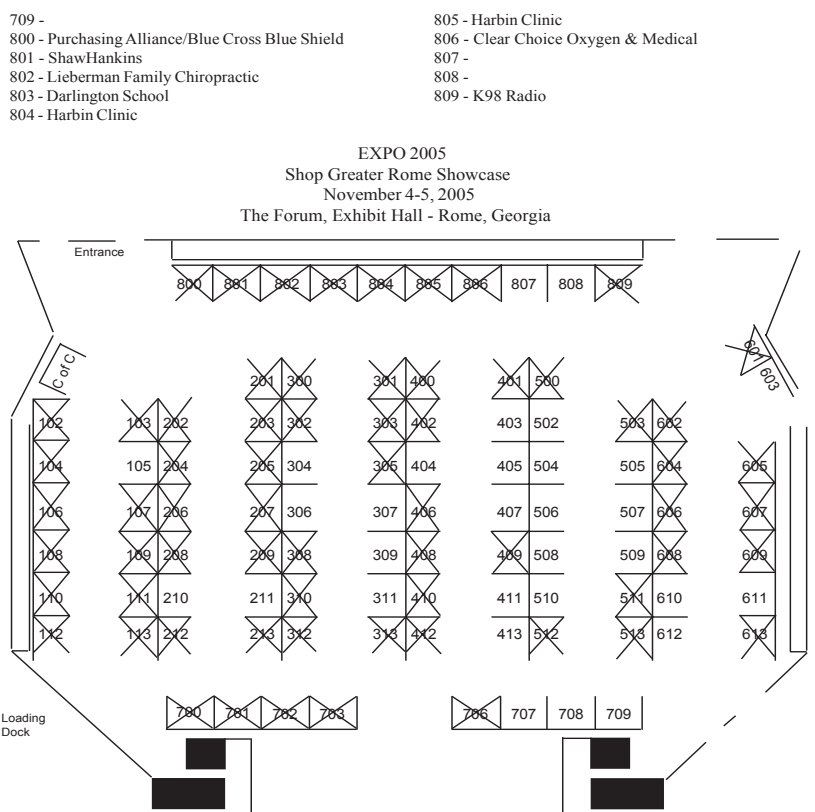 709 -
800 - Purchasing Alliance/Blue Cross Blue Shield
801 - ShawHankins
802 - Lieberman Family Chiropractic
803 - Darlington School
804 - Harbin Clinic
805 - Harbin Clinic
806 - Clear Choice Oxygen & Medical
807 -
808 -
809 - K98 Radio
EXPO 2005
Shop Greater Rome Showcase
November 4-5, 2005
The Forum, Exhibit Hall - Rome, Georgia
Entrance
800 801 802 803 804 805 806 807 808 809
C of C
601
603
201 300 301 400 401 500
102 103 202 203 302 303 402 403 502 503 602
104 105 204 205 304 305 404 405 504 505 604 605
106 107 206 207 306 307 406 407 506 507 606 607
108 109 208 209 308 309 408 409 508 509 608 609
110 111 210 211 310 311 410 411 510 511 610 611
112 113 212 213 312 313 412 413 512 513 612 613
700 701 702 703 706 707 708 709
Loading
Dock